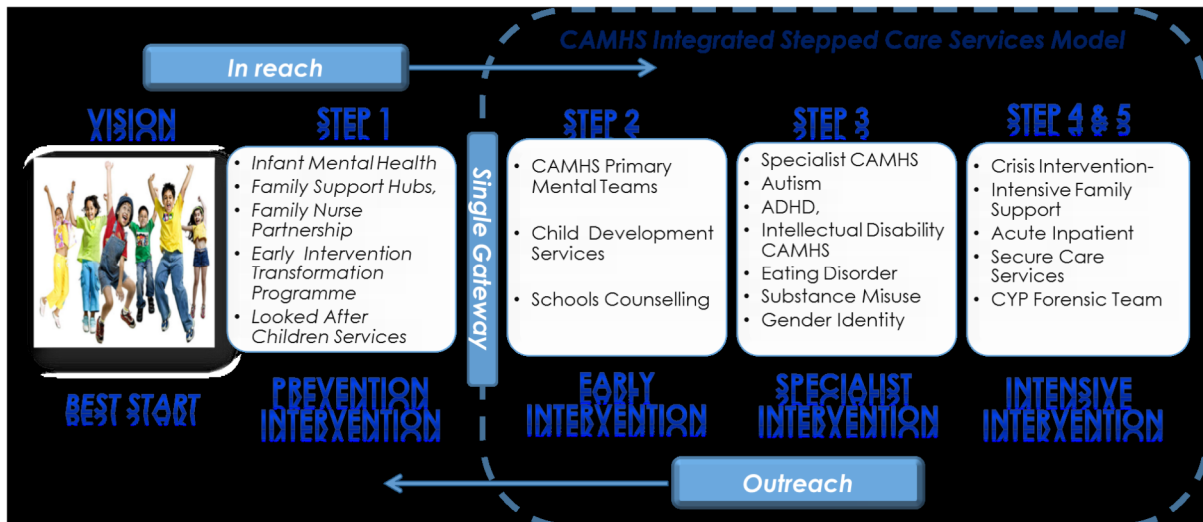 CAMHS Integrated Stepped Care Services Model
In reach
VISION
BEST START
STEP 1
• Infant Mental Health
• Family Support Hubs,
• Family Nurse
Partnership
• Early Intervention
Transformation
Programme
• Looked After
Children Services
PREVENTION
INTERVENTION
Single Gateway
STEP 2
• CAMHS Primary
Mental Teams
• Child Development
Services
• Schools Counselling
EARLY
INTERVENTION
STEP 3
• Specialist CAMHS
• Autism
• ADHD,
• Intellectual Disability
CAMHS
• Eating Disorder
• Substance Misuse
• Gender Identity
SPECIALIST
INTERVENTION
STEP 4 & 5
• Crisis Intervention-
• Intensive Family
Support
• Acute Inpatient
• Secure Care
Services
• CYP Forensic Team
INTENSIVE
INTERVENTION
Outreach